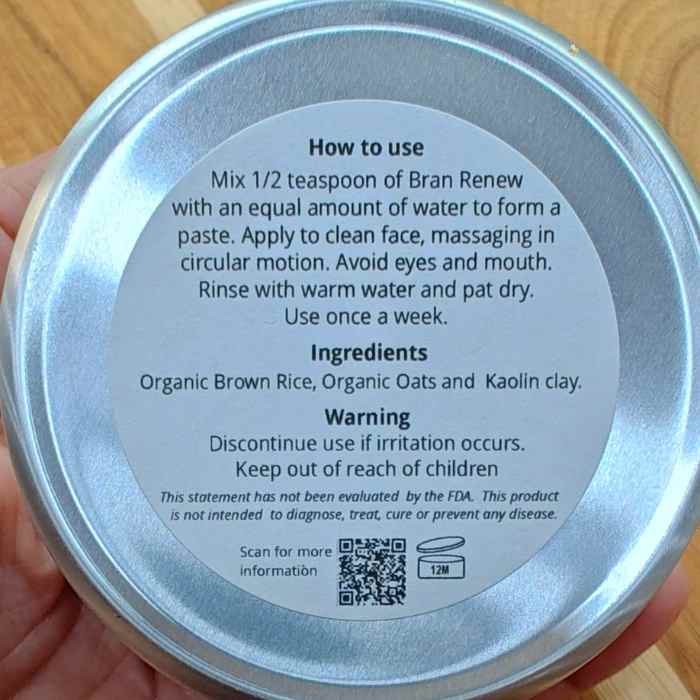 How to use
Mix 1/2 teaspoon of Bran Renew
with an equal amount of water to form a
paste. Apply to clean face, massaging in
circular motion. Avoid eyes and mouth.
Rinse with warm water and pat dry.
Use once a week.
Ingredients
Organic Brown Rice, Organic Oats and Kaolin clay.
Warning
Discontinue use if irritation occurs.
Keep out of reach of children
This statement has not been evaluated by the FDA. This product
is not intended to diagnose, treat, cure or prevent any disease.
Scan for more
information
12M